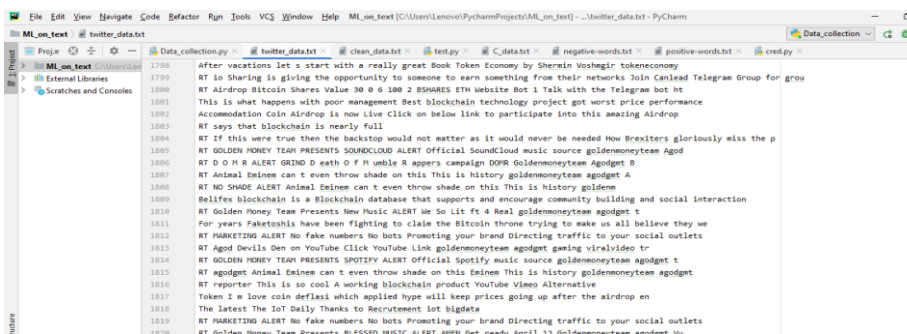 File Edit View Navigate Code Refactor Run Tools VCS Window Help ML_on_text [C:\Users\Lenovo\PycharmProjects\ML_on_text] - ...\twitter_data.txt - PyCharm
ML_on_text twitter_data.txt Data_collection
Data_collection.py twitter_data.txt clean_data.txt test.py C_data.txt negative-words.txt positive-words.txt cred.py
1: Project
ML_on_text C:\Users\Len
External Libraries
Scratches and Consoles
1798 After vacations let s start with a really great Book Token Economy by Shermin Voshmgir tokeneconomy
1799 RT io Sharing is giving the opportunity to someone to earn something from their networks Join Canlead Telegram Group for grou
1800 RT Airdrop Bitcoin Shares Value 30 0 6 100 2 BSHARES ETH Website Bot 1 Talk with the Telegram bot ht
1801 This is what happens with poor management Best blockchain technology project got worst price performance
1802 Accommodation Coin Airdrop is now Live Click on below link to participate into this amazing Airdrop
1803 RT says that blockchain is nearly full
1804 RT If this were true then the backstop would not matter as it would never be needed How Brexiters gloriously miss the p
1805 RT GOLDEN MONEY TEAM PRESENTS SOUNDCLOUD ALERT Official SoundCloud music source goldenmoneyteam Agod
1806 RT D O M R ALERT GRIND D eath O f M umble R appers campaign DOMR Goldenmoneyteam Agodgmt B
1807 RT Animal Eminem can t even throw shade on this This is history goldenmoneyteam agodgmt A
1808 RT NO SHADE ALERT Animal Eminem can t even throw shade on this This is history goldenm
1809 Belifex blockchain is a Blockchain database that supports and encourage community building and social interaction
1810 RT Golden Money Team Presents New Music ALERT We So Lit ft 4 Real goldenmoneyteam agodgmt t
1811 For years Faketoshis have been fighting to claim the Bitcoin throne trying to make us all believe they we
1812 RT MARKETING ALERT No fake numbers No bots Promoting your brand Directing traffic to your social outlets
1813 RT Agod Devils Den on YouTube Click YouTube Link goldenmoneyteam agodgmt gaming viralvideo tr
1814 RT GOLDEN MONEY TEAM PRESENTS SPOTIFY ALERT Official Spotify music source goldenmoneyteam agodgmt t
1815 RT agodgmt Animal Eminem can t even throw shade on this Eminem This is history goldenmoneyteam agodgmt
1816 RT reporter This is so cool A working blockchain product YouTube Vimeo Alternative
1817 Token I m love coin deflasi which applied hype will keep prices going up after the airdrop en
1818 The latest The IoT Daily Thanks to Recrutement iot bigdata
1819 RT MARKETING ALERT No fake numbers No bots Promoting your brand Directing traffic to your social outlets
1820 RT Golden Money Team Presents BLESSED MUSIC ALERT AMEN Get ready April 12 Goldenmoneyteam agodgmt